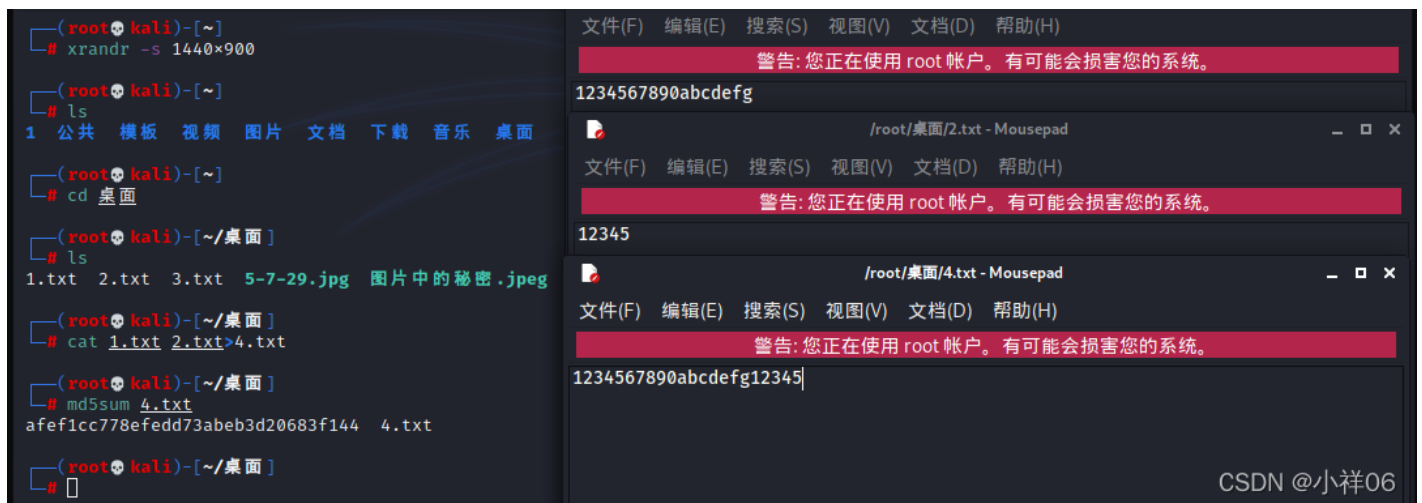 ┌──(root💀kali)-[~]
└─# xrandr -s 1440×900
┌──(root💀kali)-[~]
└─# ls
1 公共 模板 视频 图片 文档 下载 音乐 桌面
┌──(root💀kali)-[~]
└─# cd 桌面
┌──(root💀kali)-[~/桌面]
└─# ls
1.txt 2.txt 3.txt 5-7-29.jpg 图片中的秘密.jpeg
┌──(root💀kali)-[~/桌面]
└─# cat 1.txt 2.txt>4.txt
┌──(root💀kali)-[~/桌面]
└─# md5sum 4.txt
afef1cc778efedd73abeb3d20683f144 4.txt
┌──(root💀kali)-[~/桌面]
└─#
文件(F) 编辑(E) 搜索(S) 视图(V) 文档(D) 帮助(H)
警告: 您正在使用 root 帐户。有可能会损害您的系统。
1234567890abcdefg
/root/桌面/2.txt - Mousepad
文件(F) 编辑(E) 搜索(S) 视图(V) 文档(D) 帮助(H)
警告: 您正在使用 root 帐户。有可能会损害您的系统。
12345
/root/桌面/4.txt - Mousepad
文件(F) 编辑(E) 搜索(S) 视图(V) 文档(D) 帮助(H)
警告: 您正在使用 root 帐户。有可能会损害您的系统。
1234567890abcdefg12345
CSDN @小祥06